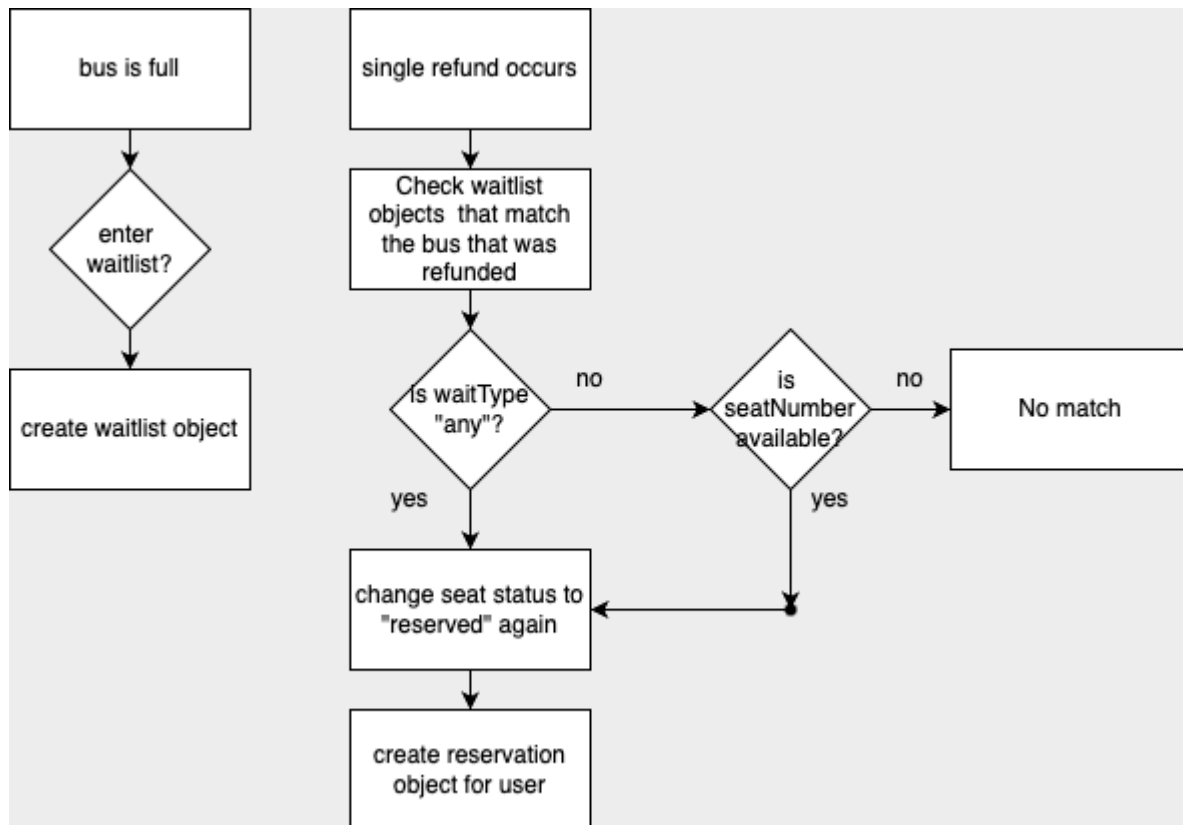 bus is full
single refund occurs
Check waitlist
objects that match
the bus that was
refunded
enter
waitlist?
is waitType
"any"?
no
is
seatNumber
available?
no
No match
create waitlist object
yes
yes
change seat status to
"reserved" again
create reservation
object for user